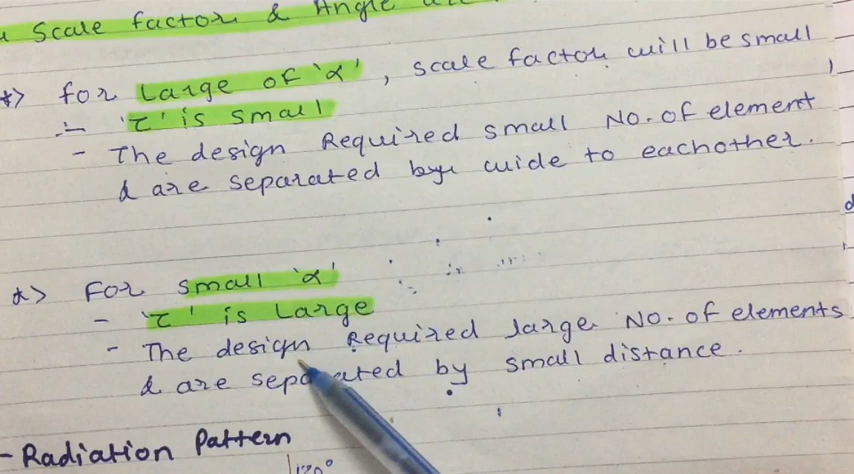 Scale factor & Angle
*> for Large of 'α', scale factor will be small
∴ 'τ' is small
- The design Required small No. of element
& are separated by wide to eachother.
*> For small 'α'
- 'τ' is Large
- The design Required large No. of elements
& are separated by small distance.
- Radiation Pattern